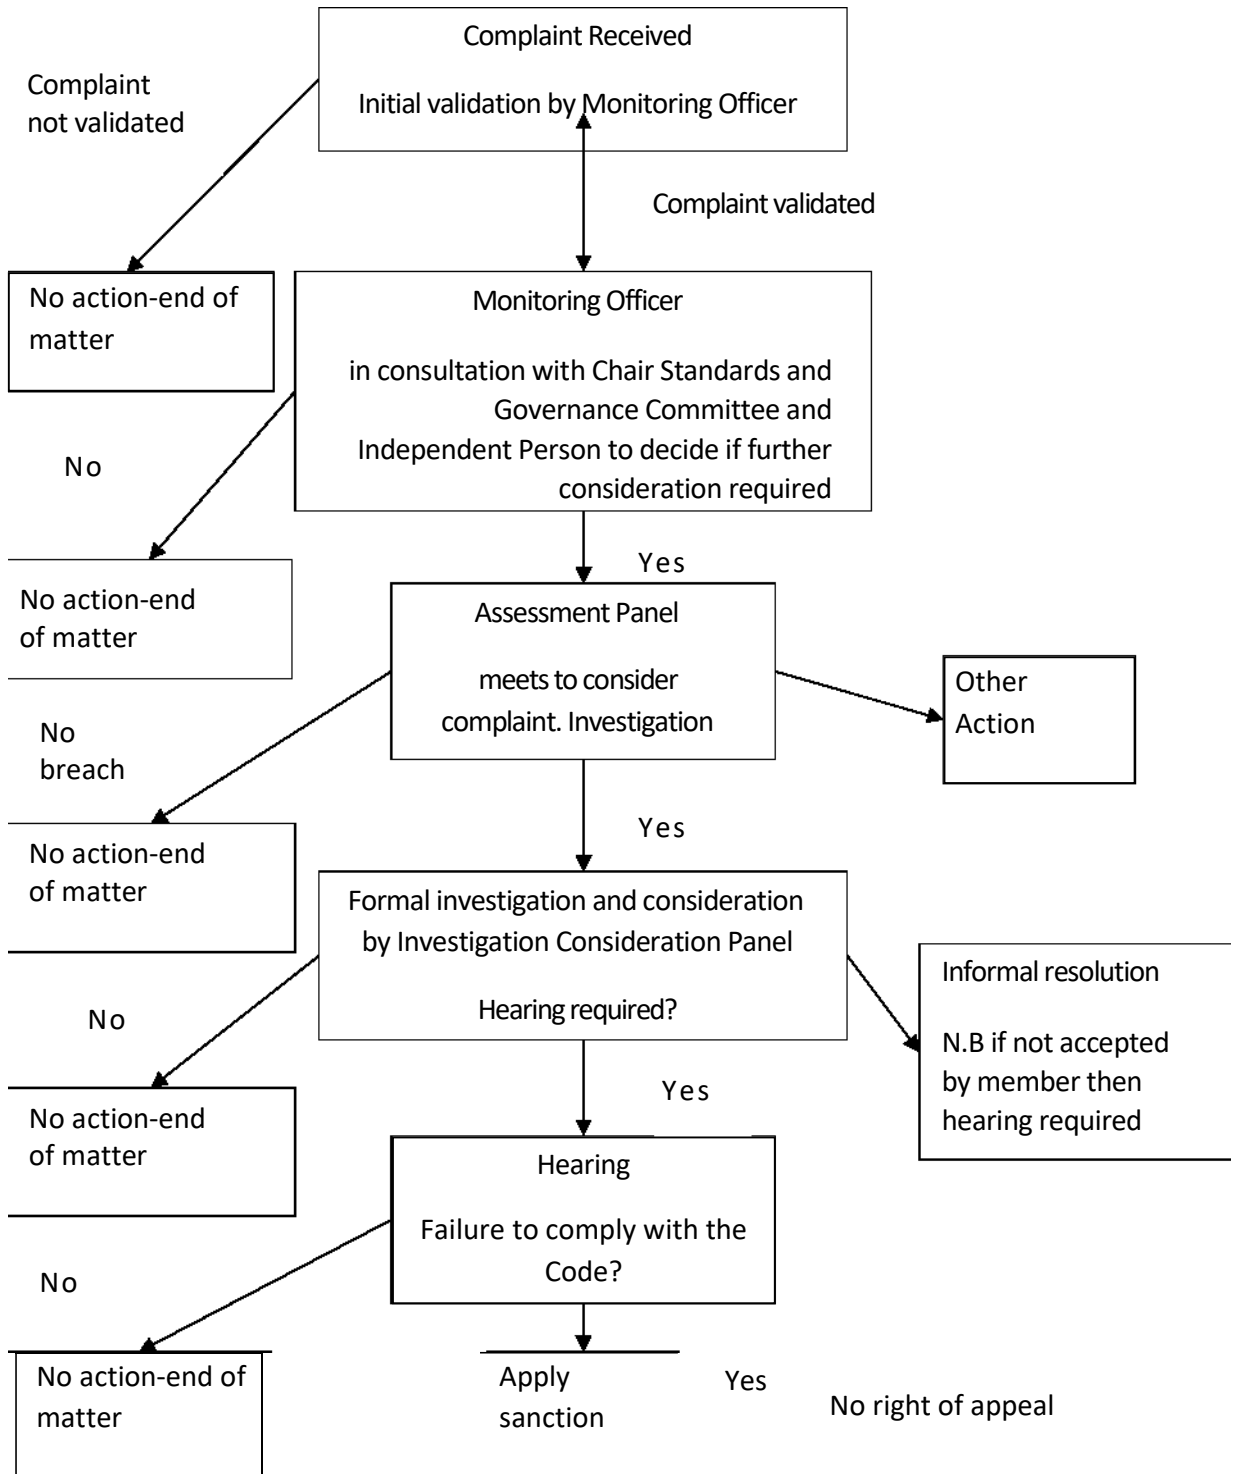 Complaint Received
Initial validation by Monitoring Officer
Complaint
not validated
Complaint validated
No action-end of
matter
Monitoring Officer
in consultation with Chair Standards and
Governance Committee and
Independent Person to decide if further
consideration required
No
Yes
No action-end
of matter
Assessment Panel
meets to consider
complaint. Investigation
Other
Action
No
breach
Yes
No action-end
of matter
Formal investigation and consideration
by Investigation Consideration Panel
Hearing required?
Informal resolution
N.B if not accepted
by member then
hearing required
No
Yes
No action-end
of matter
Hearing
Failure to comply with the
Code?
No
No action-end of
matter
Apply
sanction
Yes
No right of appeal